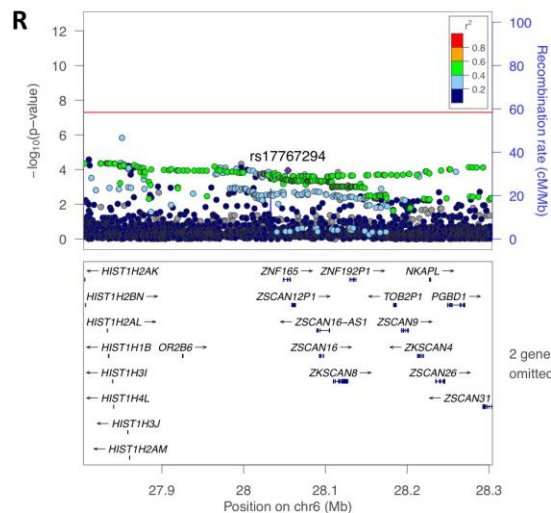 R
r²
0.8
0.6
0.4
0.2
12
10
8
6
4
2
0
−log₁₀(p−value)
100
80
60
40
20
0
Recombination rate (cM/Mb)
rs17767294
← HIST1H2AK ZNF165 → ZNF192P1 → NKAPL →
← HIST1H2BN ZSCAN12P1 → ← TOB2P1 PGBD1 →
HIST1H2AL → ← ZSCAN16−AS1 ZSCAN9 →
← HIST1H1B OR2B6 → ZSCAN16 → ← ZKSCAN4
← HIST1H3I ZKSCAN8 → ZSCAN26 →
← HIST1H4L ← ZSCAN31
← HIST1H3J
← HIST1H2AM
2 gene
omitted
27.9 28 28.1 28.2 28.3
Position on chr6 (Mb)